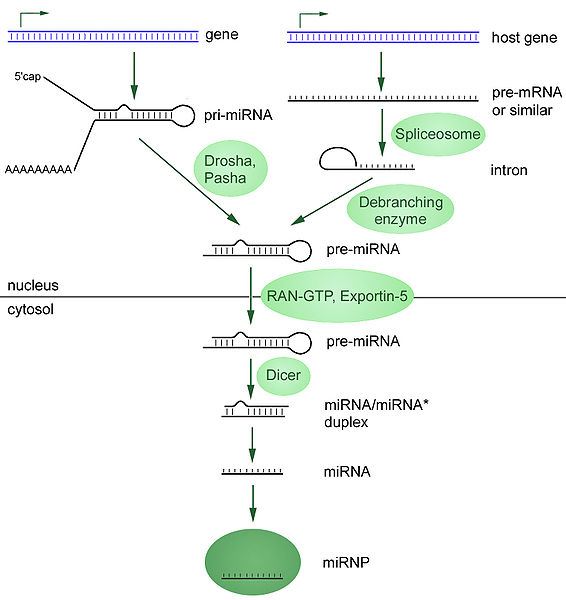 gene
host gene
5'cap
pri-miRNA
pre-mRNA
or similar
Spliceosome
Drosha,
Pasha
AAAAAAAAA
intron
Debranching
enzyme
pre-miRNA
nucleus
RAN-GTP, Exportin-5
cytosol
pre-miRNA
Dicer
miRNA/miRNA*
duplex
miRNA
miRNP